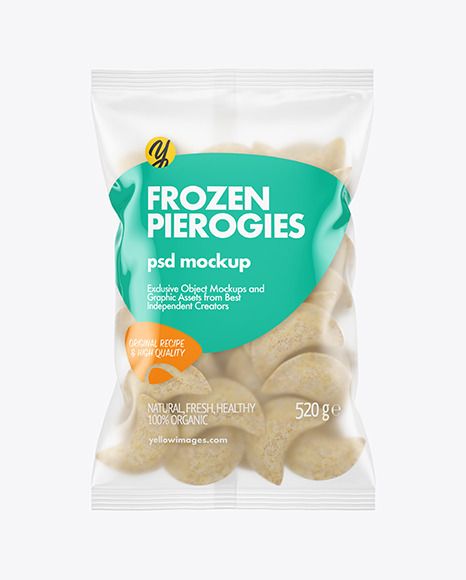 FROZEN
PIEROGIES
psd mockup
Exclusive Object Mockups and
Graphic Assets from Best
Independent Creators
ORIGINAL RECIPE
& HIGH QUALITY
NATURAL, FRESH, HEALTHY
100% ORGANIC
520 g ℮
yellowimages.com